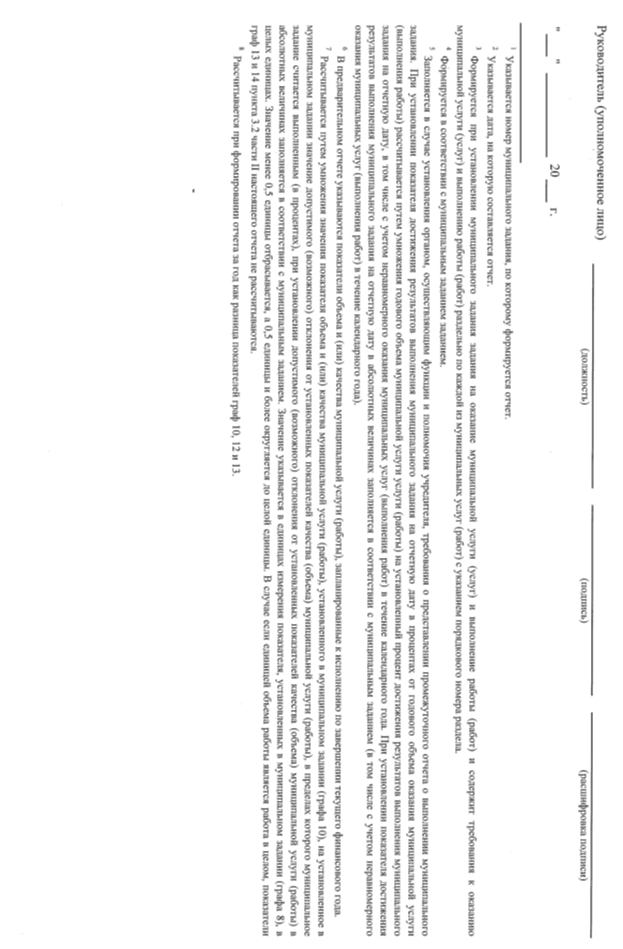 Руководитель (уполномоченное лицо)
(должность) (подпись) (расшифровка подписи)
" " 20 г.
1 Указывается номер муниципального задания, по которому формируется отчет.
2 Указывается дата, на которую составляется отчет.
3 Формируется при установлении муниципального задания задания на оказание муниципальной услуги (услуг) и выполнение работы (работ) и содержит требования к оказанию
муниципальной услуги (услуг) и выполнению работы (работ) раздельно по каждой из муниципальных услуг (работ) с указанием порядкового номера раздела.
4 Формируется в соответствии с муниципальным заданием.
5 Заполняется в случае установления органом, осуществляющим функции и полномочия учредителя, требования о представлении промежуточного отчета о выполнении муниципального
задания. При установлении показателя достижения результатов выполнения муниципального задания на отчетную дату в процентах от годового объема оказания муниципальной услуги
(выполнения работы) рассчитывается путем умножения годового объема муниципальной услуги услуги (работы) на установленный процент достижения результатов выполнения муниципального
задания на отчетную дату, в том числе с учетом неравномерного оказания муниципальных услуг (выполнения работ) в течение календарного года. При установлении показателя достижения
результатов выполнения муниципального задания на отчетную дату в абсолютных величинах заполняется в соответствии с муниципальным заданием (в том числе с учетом неравномерного
оказания муниципальных услуг (выполнения работ) в течение календарного года).
6 В предварительном отчете указываются показатели объема и (или) качества муниципальной услуги (работы), запланированные к исполнению по завершении текущего финансового года.
7 Рассчитывается путем умножения значения показателя объема и (или) качества муниципальной услуги (работы), установленного в муниципальном задании (графа 10), на установленное в
муниципальном задании значение допустимого (возможного) отклонения от установленных показателей качества (объема) муниципальной услуги (работы), в пределах которого муниципальное
задание считается выполненным (в процентах), при установлении допустимого (возможного) отклонения от установленных показателей качества (объема) муниципальной услуги (работы) в
абсолютных величинах заполняется в соответствии с муниципальным заданием. Значение указывается в единицах измерения показателя, установленных в муниципальном задании (графа 8), в
целых единицах. Значение менее 0,5 единицы отбрасывается, а 0,5 единицы и более округляется до целой единицы. В случае если единицей объема работы является работа в целом, показатели
граф 13 и 14 пункта 3.2 части II настоящего отчета не рассчитываются.
8 Рассчитывается при формировании отчета за год как разница показателей граф 10, 12 и 13.